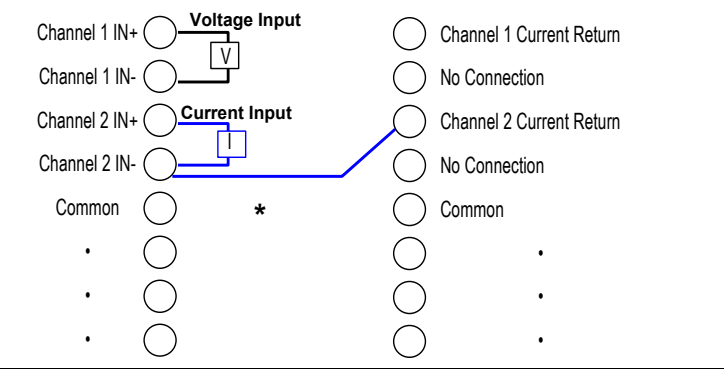 Channel 1 IN+ Voltage Input Channel 1 Current Return
V
Channel 1 IN- No Connection
Channel 2 IN+ Current Input Channel 2 Current Return
I
Channel 2 IN- No Connection
Common * Common
• •
• •
• •